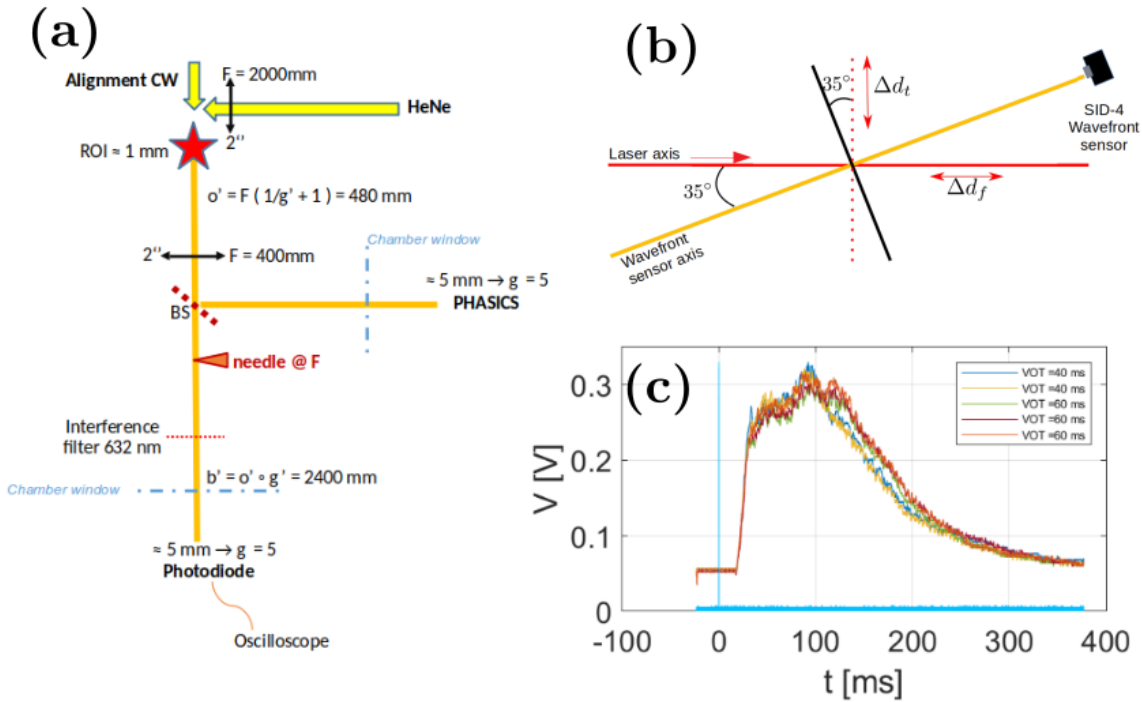 (a)
Alignment CW
F = 2000mm
HeNe
2‘’
ROI ≈ 1 mm
o' = F ( 1/g' + 1 ) = 480 mm
Chamber window
2‘’
F = 400mm
≈ 5 mm → g = 5
PHASICS
BS
needle @ F
Interference
filter 632 nm
b' = o' ∘ g' = 2400 mm
Chamber window
≈ 5 mm → g = 5
Photodiode
Oscilloscope
(b)
35°
Δd_t
SID-4
Wavefront
sensor
Laser axis
35°
Δd_f
Wavefront
sensor axis
(c)
VOT =40 ms
VOT =40 ms
VOT =60 ms
VOT =60 ms
VOT =60 ms
V [V]
0.3
0.2
0.1
0
-100 0 100 200 300 400
t [ms]